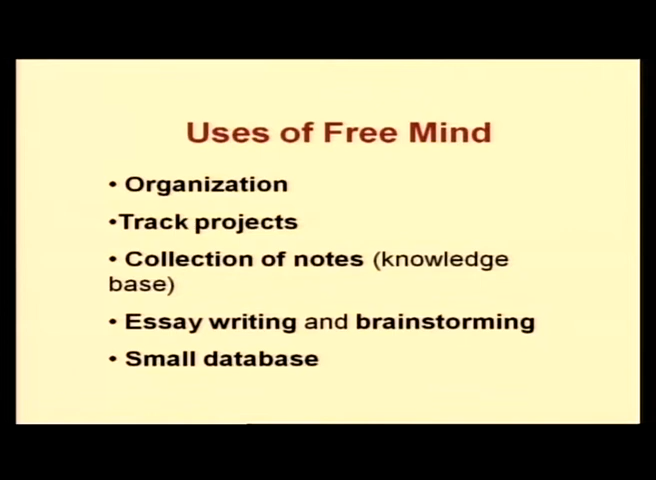 Uses of Free Mind
• Organization
•Track projects
• Collection of notes (knowledge
base)
• Essay writing and brainstorming
• Small database